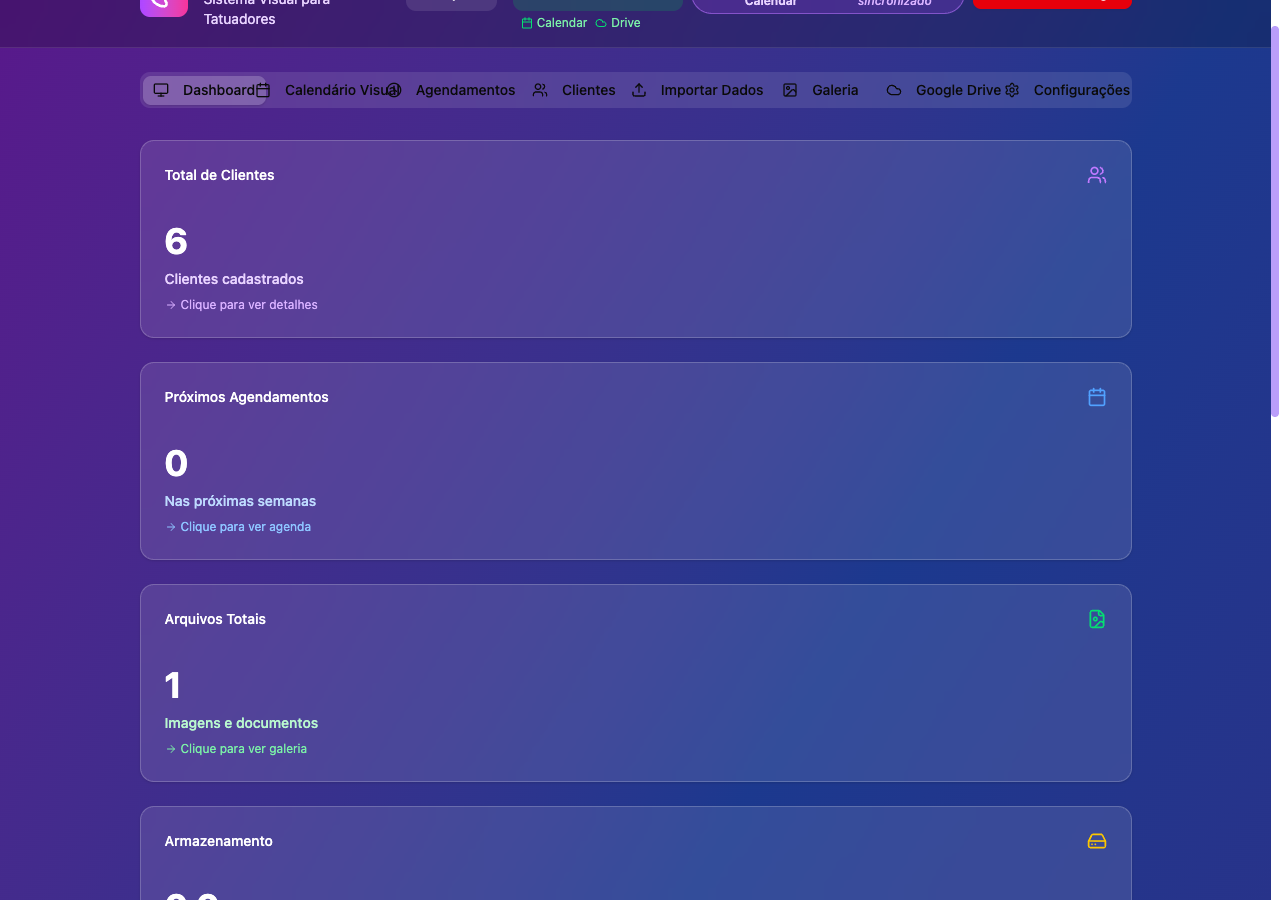 Sistema Visual para
Tatuadores
Calendar Drive
Calendar
sincronizado
Dashboard Calendário Visual Agendamentos Clientes Importar Dados Galeria Google Drive Configurações
Total de Clientes
6
Clientes cadastrados
→ Clique para ver detalhes
Próximos Agendamentos
0
Nas próximas semanas
→ Clique para ver agenda
Arquivos Totais
1
Imagens e documentos
→ Clique para ver galeria
Armazenamento